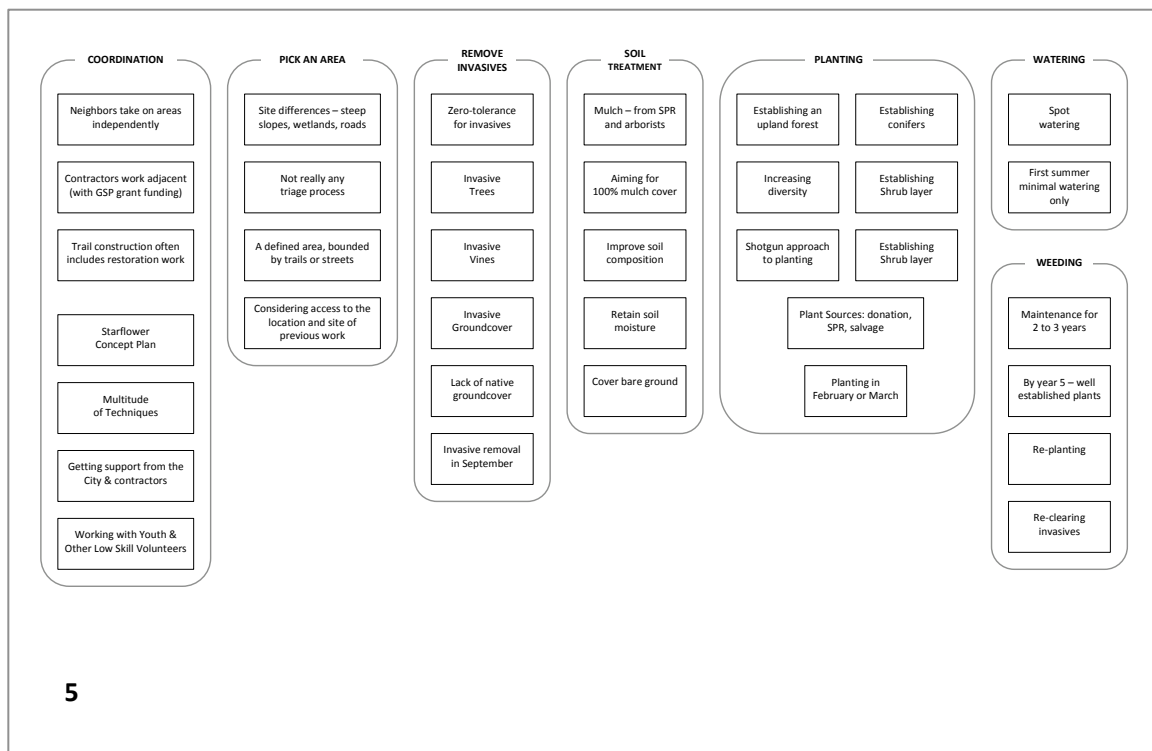 COORDINATION
Neighbors take on areas
independently
Contractors work adjacent
(with GSP grant funding)
Trail construction often
includes restoration work
Starflower
Concept Plan
Multitude
of Techniques
Getting support from the
City & contractors
Working with Youth &
Other Low Skill Volunteers
PICK AN AREA
Site differences – steep
slopes, wetlands, roads
Not really any
triage process
A defined area, bounded
by trails or streets
Considering access to the
location and site of
previous work
REMOVE
INVASIVES
Zero-tolerance
for invasives
Invasive
Trees
Invasive
Vines
Invasive
Groundcover
Lack of native
groundcover
Invasive removal
in September
SOIL
TREATMENT
Mulch – from SPR
and arborists
Aiming for
100% mulch cover
Improve soil
composition
Retain soil
moisture
Cover bare ground
PLANTING
Establishing an
upland forest
Establishing
conifers
Increasing
diversity
Establishing
Shrub layer
Shotgun approach
to planting
Establishing
Shrub layer
Plant Sources: donation,
SPR, salvage
Planting in
February or March
WATERING
Spot
watering
First summer
minimal watering
only
WEEDING
Maintenance for
2 to 3 years
By year 5 – well
established plants
Re-planting
Re-clearing
invasives
5